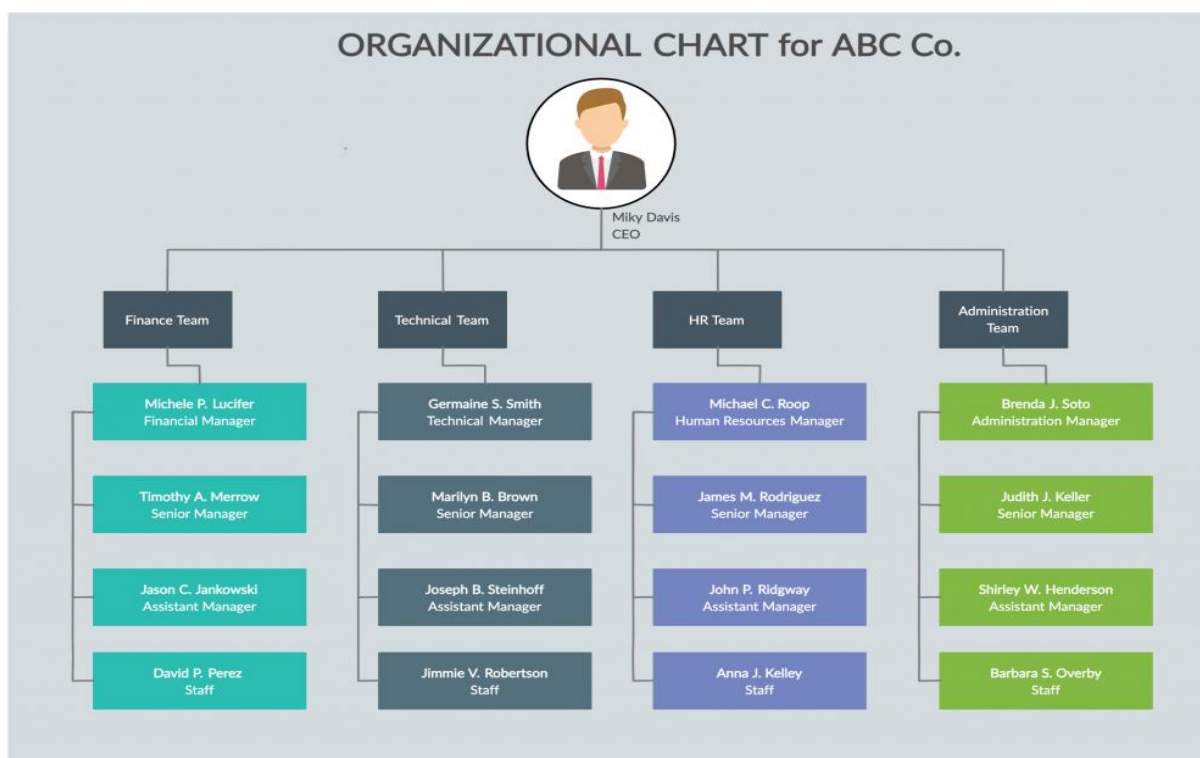 ORGANIZATIONAL CHART for ABC Co.
Miky Davis
CEO
Finance Team
Technical Team
HR Team
Administration
Team
Michele P. Lucifer
Financial Manager
Germaine S. Smith
Technical Manager
Michael C. Roop
Human Resources Manager
Brenda J. Soto
Administration Manager
Timothy A. Merrow
Senior Manager
Marilyn B. Brown
Senior Manager
James M. Rodriguez
Senior Manager
Judith J. Keller
Senior Manager
Jason C. Jankowski
Assistant Manager
Joseph B. Steinhoff
Assistant Manager
John P. Ridgway
Assistant Manager
Shirley W. Henderson
Assistant Manager
David P. Perez
Staff
Jimmie V. Robertson
Staff
Anna J. Kelley
Staff
Barbara S. Overby
Staff